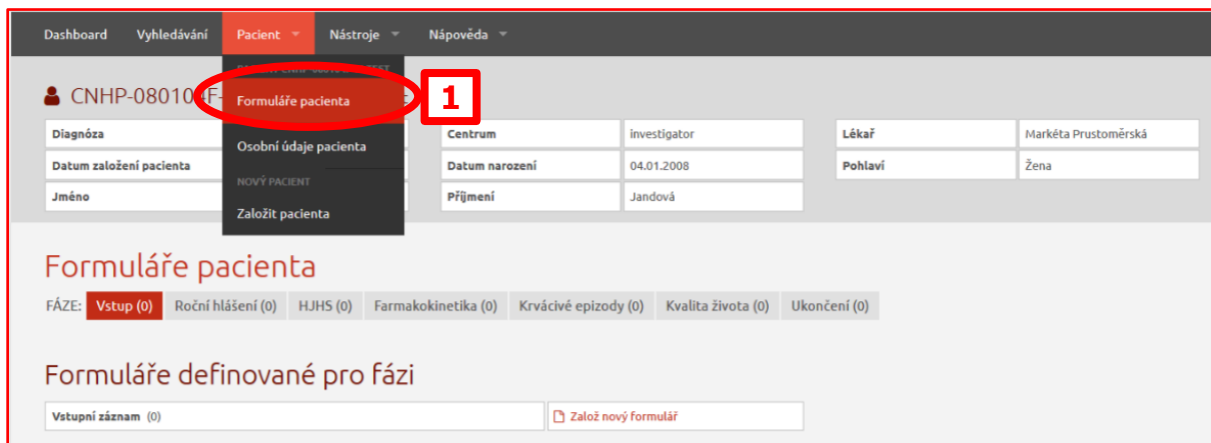 Dashboard Vyhledávání Pacient Nástroje Nápověda
CNHP-080104F-
Formuláře pacienta
1
Osobní údaje pacienta
NOVÝ PACIENT
Založit pacienta
Diagnóza Centrum investigator Lékař Markéta Prustoměrská
Datum založení pacienta Datum narození 04.01.2008 Pohlaví Žena
Jméno Příjmení Jandová
Formuláře pacienta
FÁZE: Vstup (0) Roční hlášení (0) HJHS (0) Farmakokinetika (0) Krvácivé epizody (0) Kvalita života (0) Ukončení (0)
Formuláře definované pro fázi
Vstupní záznam (0) Založ nový formulář